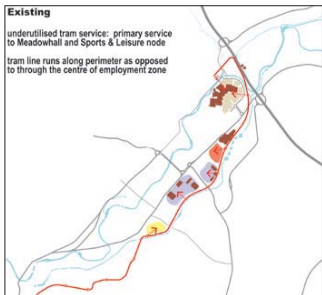 Existing
underutilised tram service: primary service
to Meadowhall and Sports & Leisure node
tram line runs along perimeter as opposed
to through the centre of employment zone